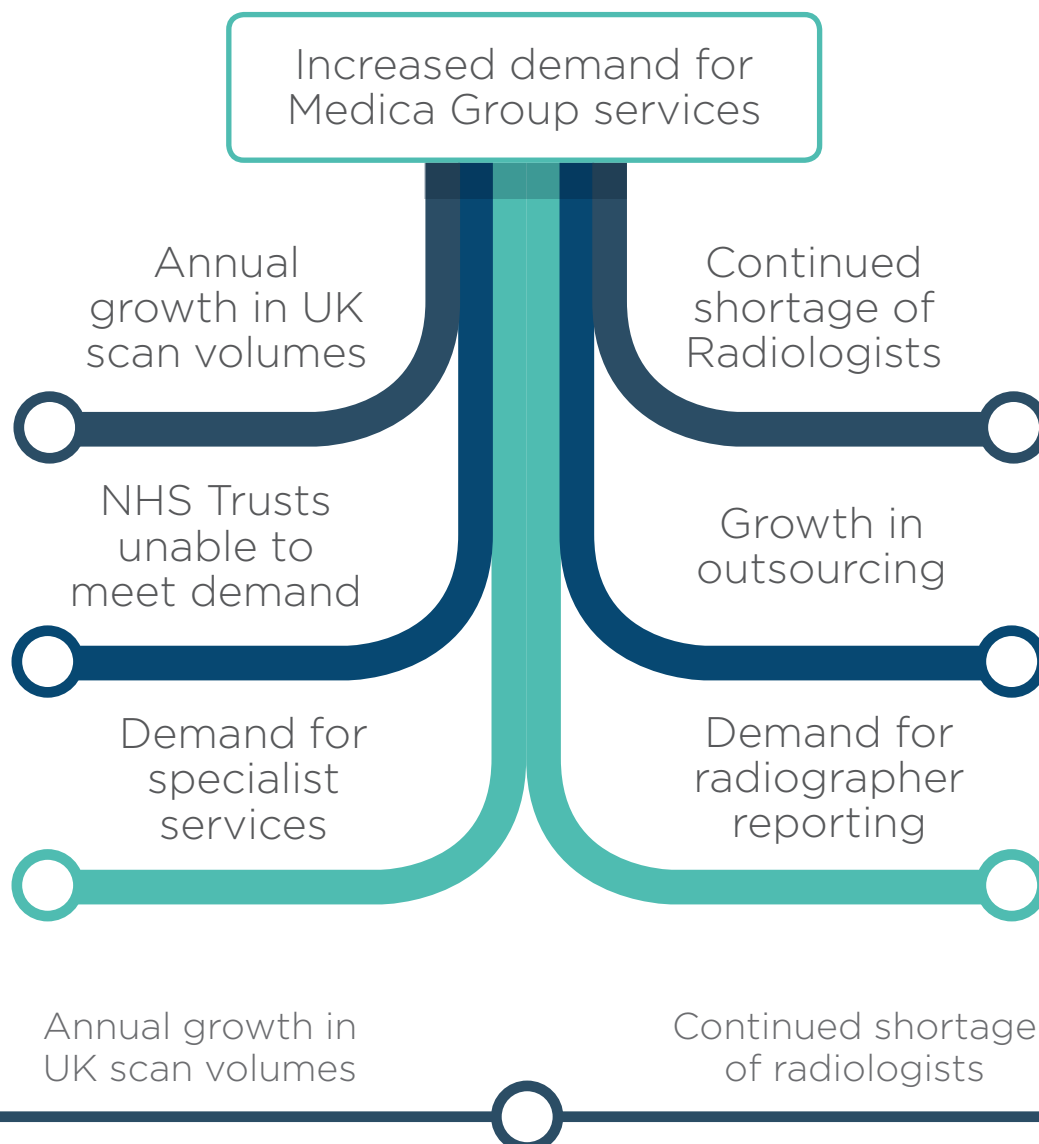 Increased demand for
Medica Group services
Annual
growth in UK
scan volumes
Continued
shortage of
Radiologists
NHS Trusts
unable to
meet demand
Growth in
outsourcing
Demand for
specialist
services
Demand for
radiographer
reporting
Annual growth in
UK scan volumes
Continued shortage
of radiologists